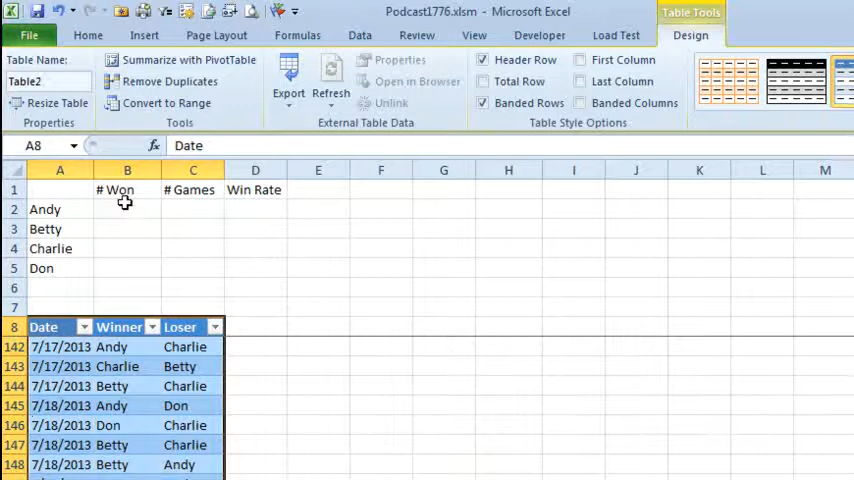 Podcast1776.xlsm - Microsoft Excel
Table Tools
File Home Insert Page Layout Formulas Data Review View Developer Load Test Design
Table Name:
Table2
Resize Table
Properties
Summarize with PivotTable
Remove Duplicates
Convert to Range
Tools
Export
Refresh
Properties
Open in Browser
Unlink
External Table Data
Header Row
Total Row
Banded Rows
First Column
Last Column
Banded Columns
Table Style Options
A8 fx Date
A B C D E F G H I J K L M
1 # Won # Games Win Rate
2 Andy
3 Betty
4 Charlie
5 Don
6
7
8 Date Winner Loser
142 7/17/2013 Andy Charlie
143 7/17/2013 Charlie Betty
144 7/17/2013 Betty Charlie
145 7/18/2013 Andy Don
146 7/18/2013 Don Charlie
147 7/18/2013 Betty Charlie
148 7/18/2013 Betty Andy